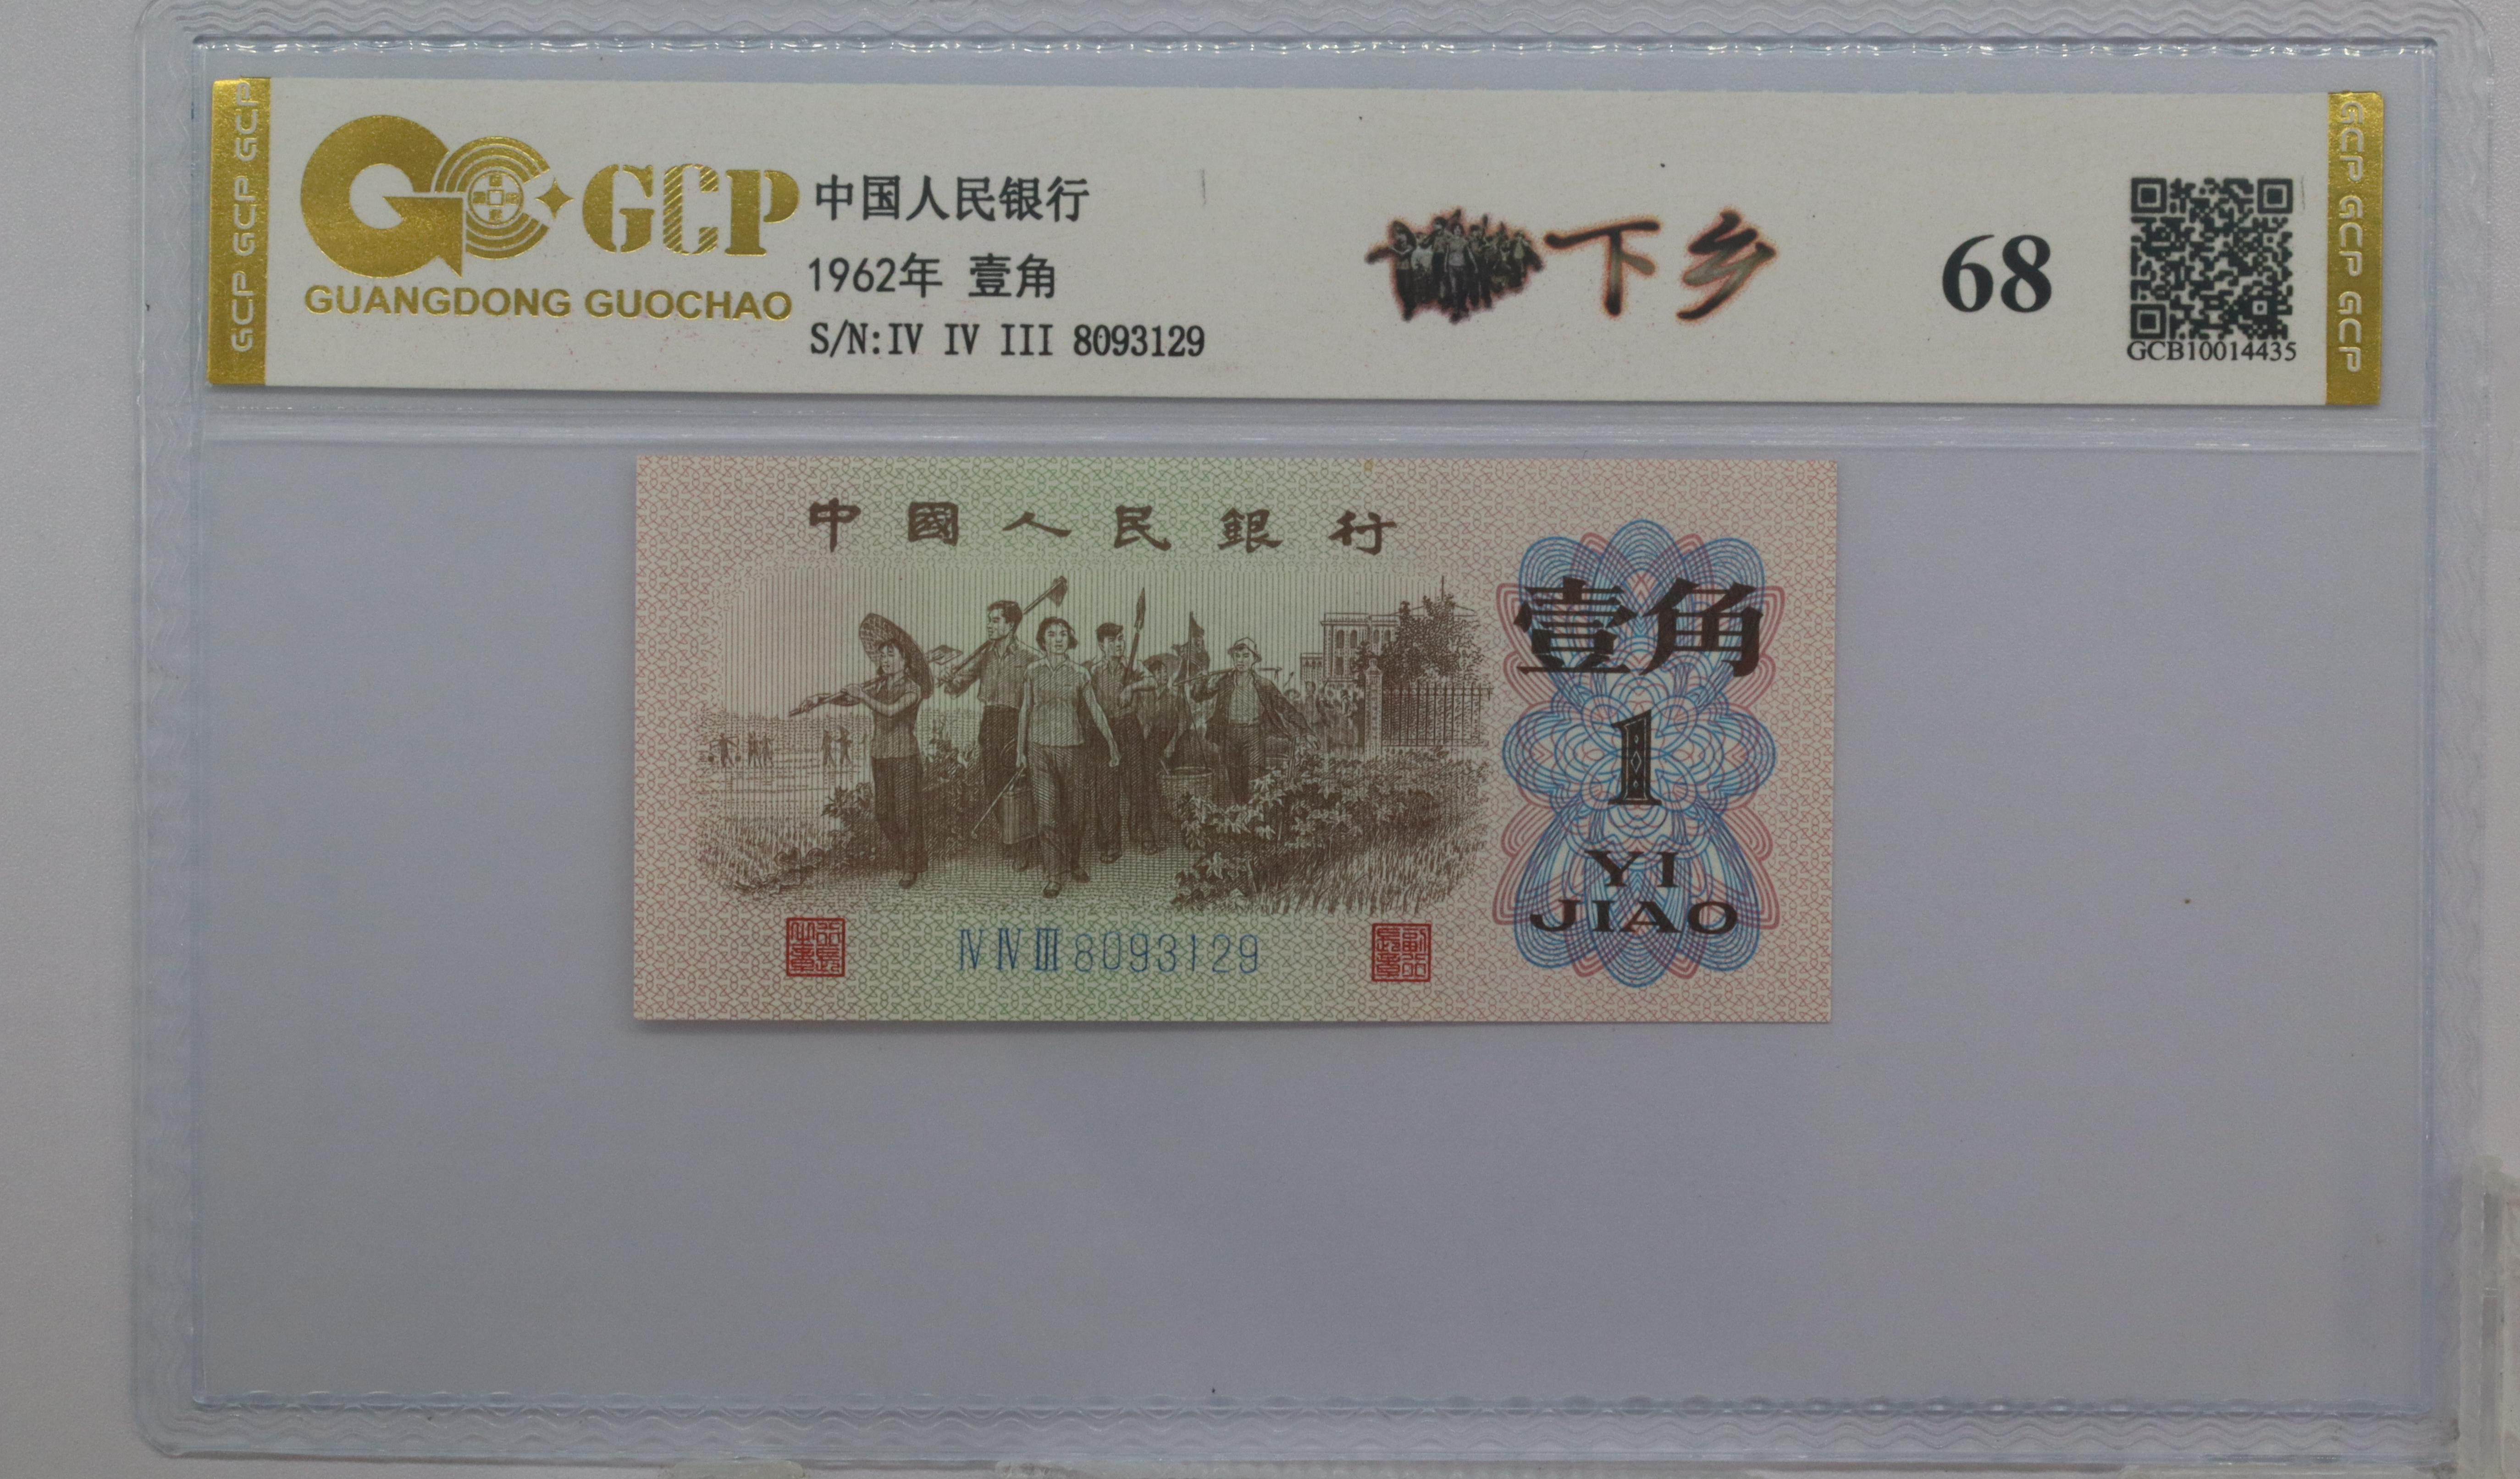 GCP GCP GCP
GCP
GUANGDONG GUOCHAO
中国人民银行
1962年 壹角
S/N:IV IV III 8093129
下乡
68
GCB10014435
GCP GCP GCP
中國人民銀行
壹角
1
YI
JIAO
IV IV III 8093129